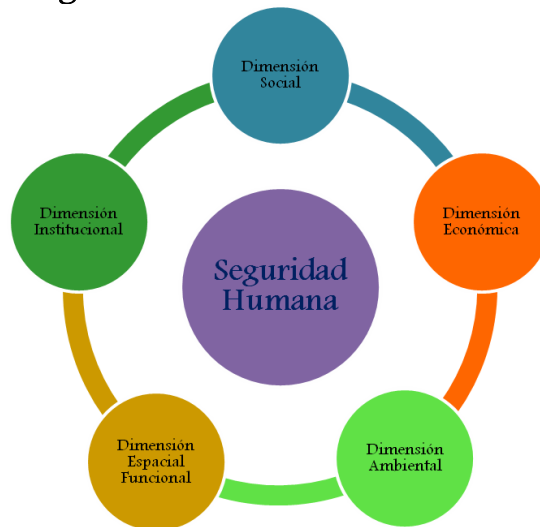 Dimensión
Social
Dimensión
Institucional
Dimensión
Económica
Seguridad
Humana
Dimensión
Espacial
Funcional
Dimensión
Ambiental